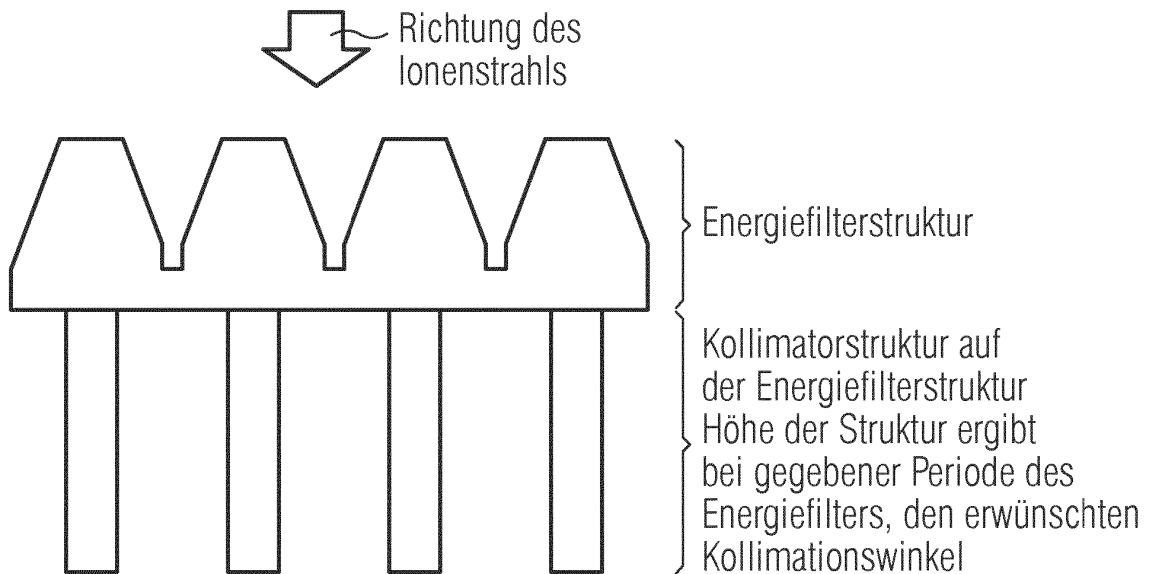 Richtung des
Ionenstrahls
Energiefilterstruktur
Kollimatorstruktur auf
der Energiefilterstruktur
Höhe der Struktur ergibt
bei gegebener Periode des
Energiefilters, den erwünschten
Kollimationswinkel